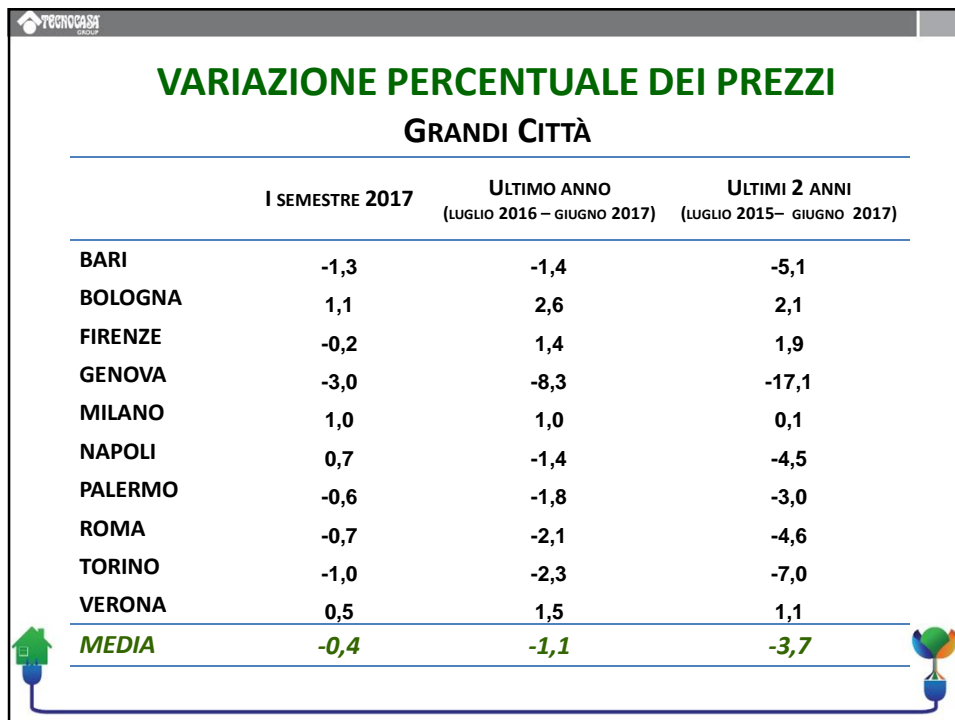 TECNOCASA
GROUP
VARIAZIONE PERCENTUALE DEI PREZZI
GRANDI CITTÀ
I SEMESTRE 2017 ULTIMO ANNO (LUGLIO 2016 – GIUGNO 2017) ULTIMI 2 ANNI (LUGLIO 2015– GIUGNO 2017)
BARI -1,3 -1,4 -5,1
BOLOGNA 1,1 2,6 2,1
FIRENZE -0,2 1,4 1,9
GENOVA -3,0 -8,3 -17,1
MILANO 1,0 1,0 0,1
NAPOLI 0,7 -1,4 -4,5
PALERMO -0,6 -1,8 -3,0
ROMA -0,7 -2,1 -4,6
TORINO -1,0 -2,3 -7,0
VERONA 0,5 1,5 1,1
MEDIA -0,4 -1,1 -3,7